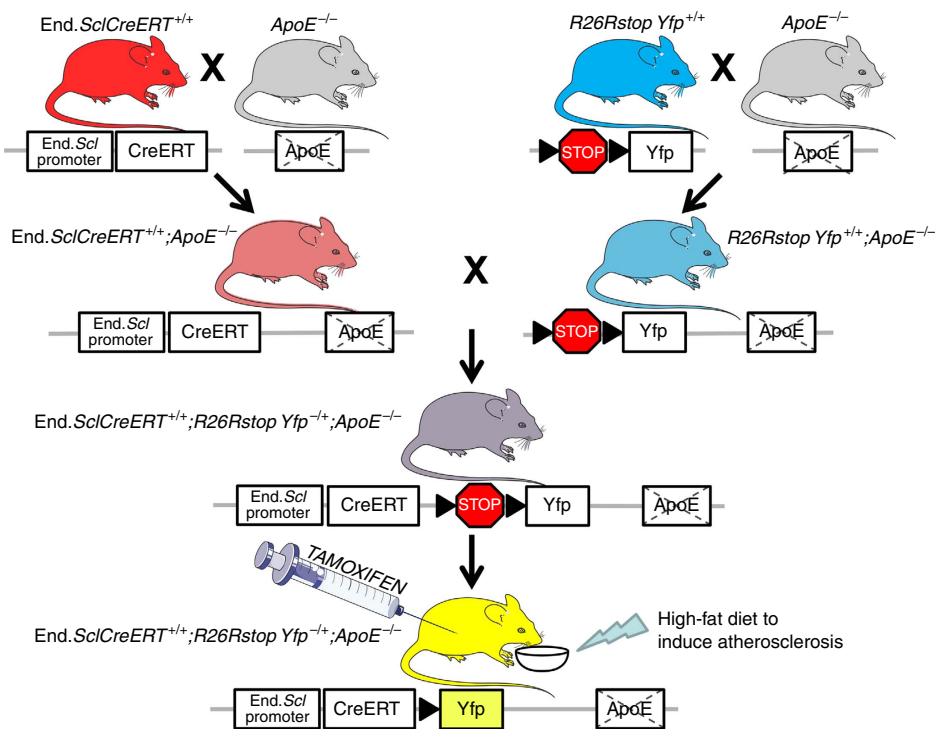 End.SclCreERT+/+
ApoE−/−
R26Rstop Yfp+/+
ApoE−/−
X
X
End.Scl
promoter
CreERT
ApoE
STOP
Yfp
ApoE
End.SclCreERT+/+;ApoE−/−
R26Rstop Yfp+/+;ApoE−/−
X
End.Scl
promoter
CreERT
ApoE
STOP
Yfp
ApoE
End.SclCreERT+/+;R26Rstop Yfp−/+;ApoE−/−
End.Scl
promoter
CreERT
STOP
Yfp
ApoE
TAMOXIFEN
End.SclCreERT+/+;R26Rstop Yfp−/+;ApoE−/−
High-fat diet to
induce atherosclerosis
End.Scl
promoter
CreERT
Yfp
ApoE